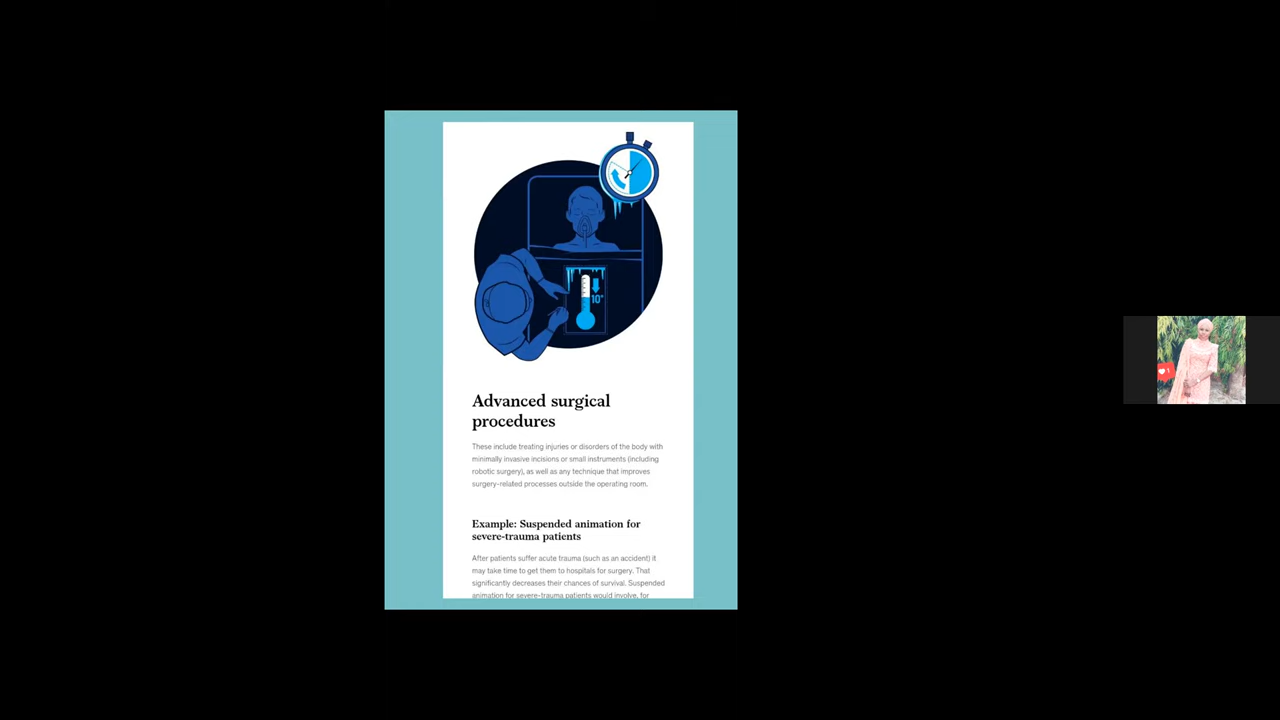 10°
Advanced surgical
procedures
These include treating injuries or disorders of the body with
minimally invasive incisions or small instruments (including
robotic surgery), as well as any technique that improves
surgery-related processes outside the operating room.
Example: Suspended animation for
severe-trauma patients
After patients suffer acute trauma (such as an accident) it
may take time to get them to hospitals for surgery. That
significantly decreases their chances of survival. Suspended
animation for severe-trauma patients would involve, for
1